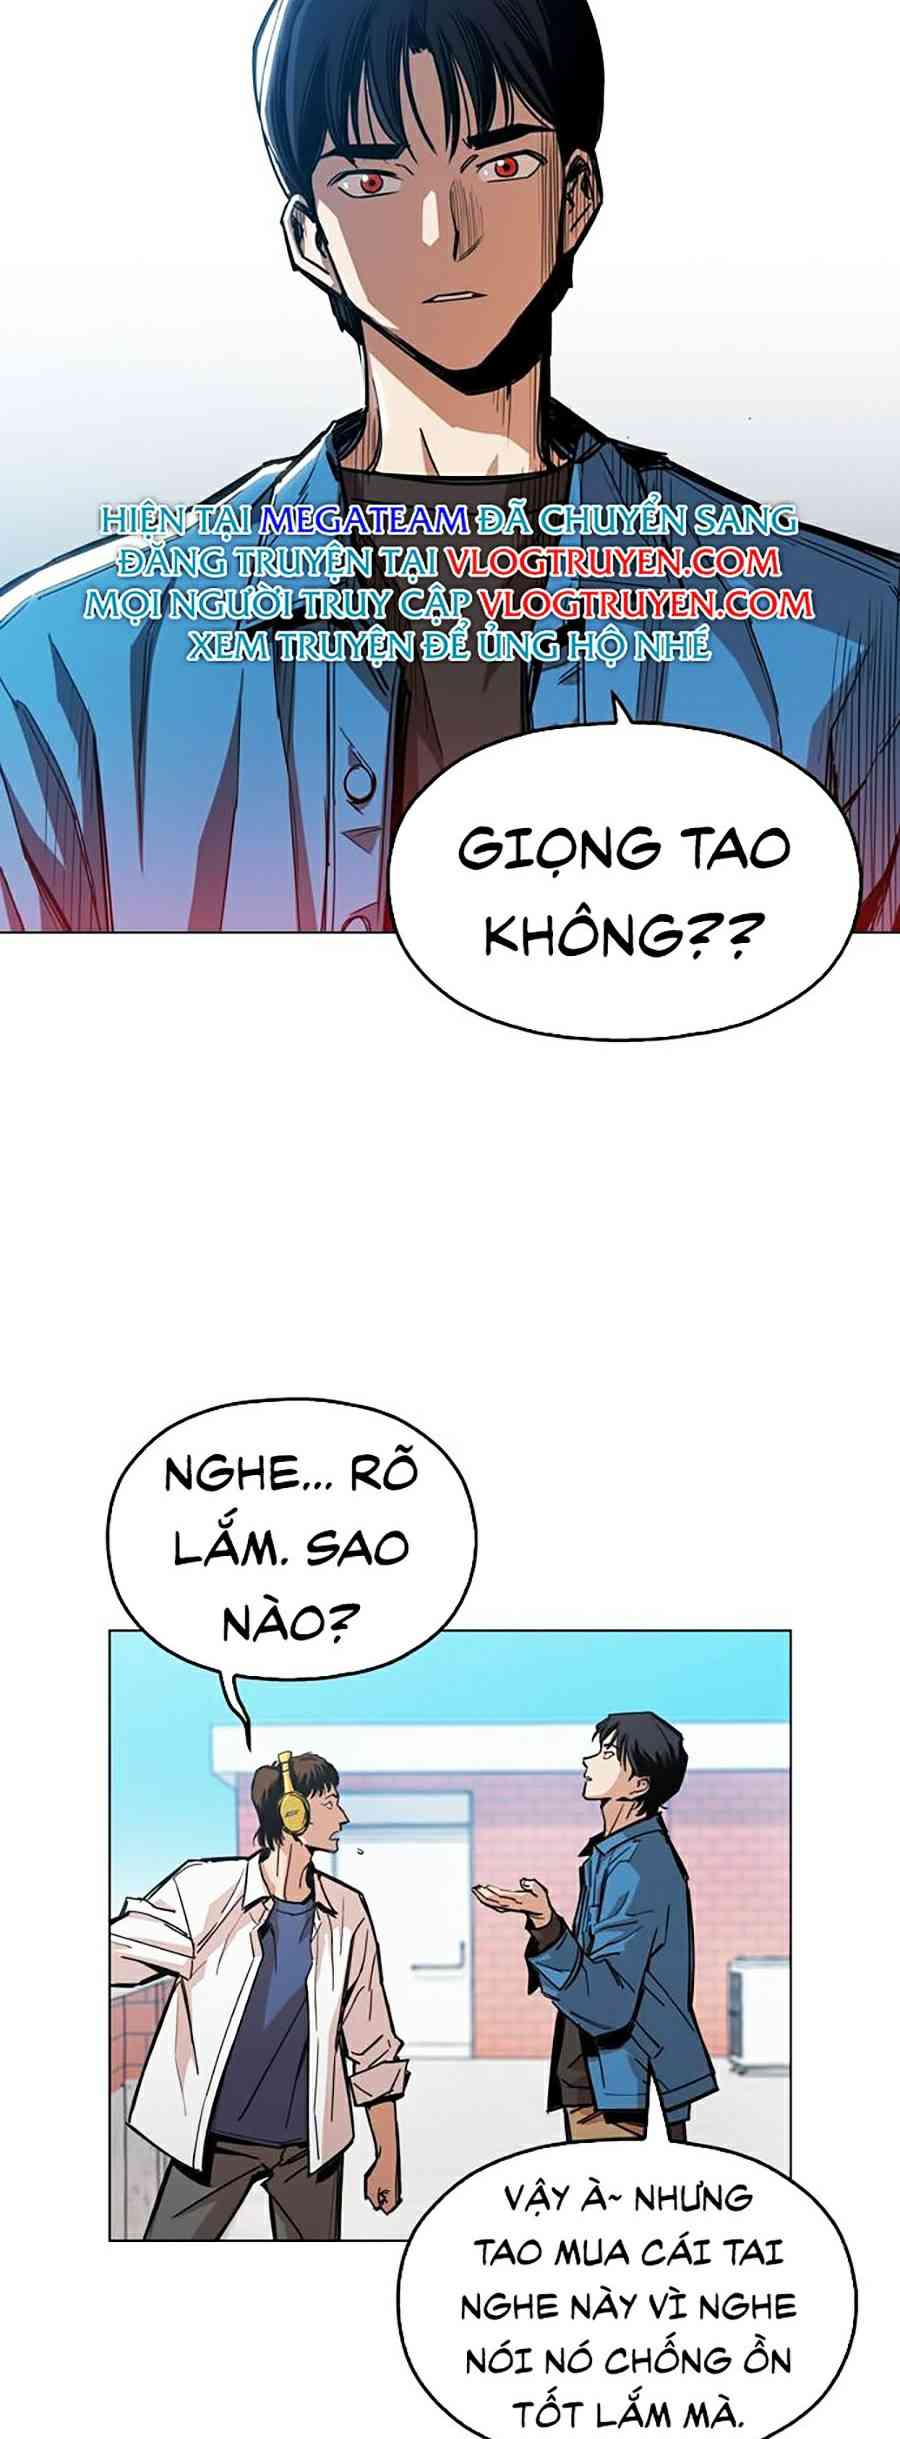 HIỆN TẠI MEGATEAM ĐÃ CHUYỂN SANG
ĐĂNG TRUYỆN TẠI VLOGTRUYEN.COM
MỌI NGƯỜI TRUY CẬP VLOGTRUYEN.COM
XEM TRUYỆN ĐỂ ỦNG HỘ NHÉ
GIỌNG TAO
KHÔNG??
NGHE... RÕ
LẮM. SAO
NÀO?
VẬY À~ NHƯNG
TAO MUA CÁI TAI
NGHE NÀY VÌ NGHE
NÓI NÓ CHỐNG ỒN
TỐT LẮM MÀ.